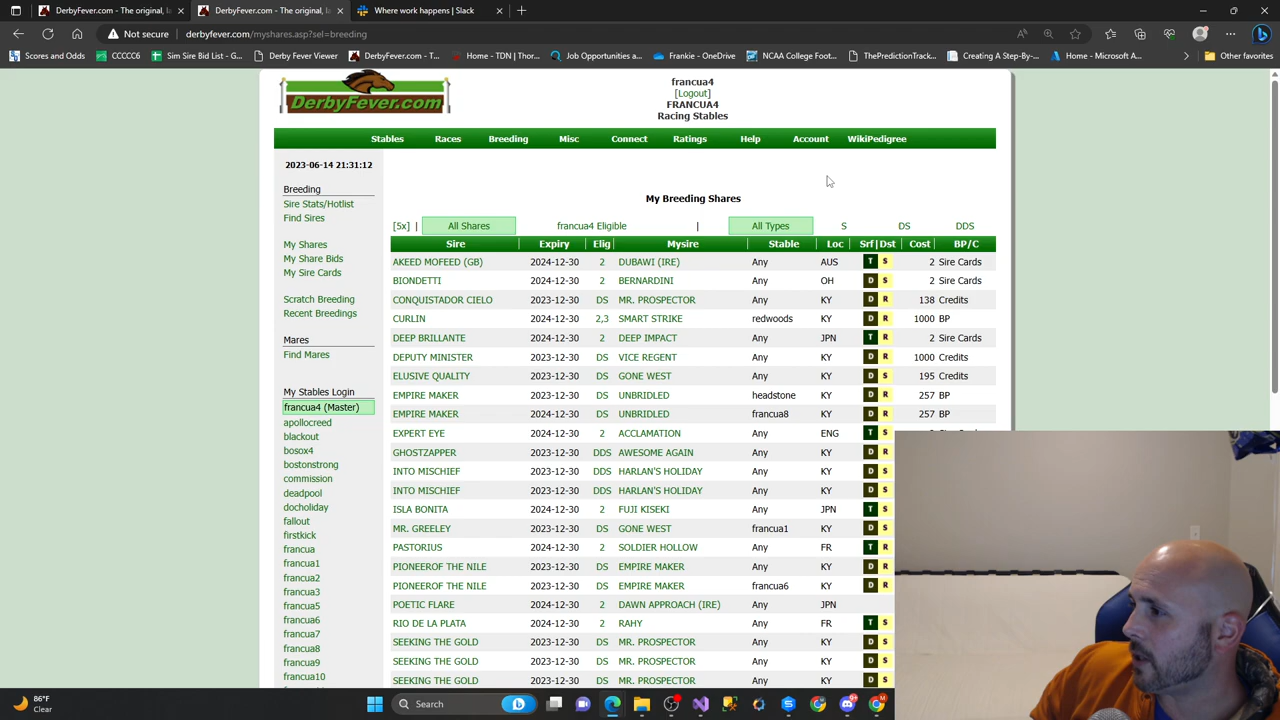 DerbyFever.com - The original, l
DerbyFever.com - The original, l
Where work happens | Slack
Not secure
derbyfever.com/myshares.asp?sel=breeding
Scores and Odds
CCCCC6
Sim Sire Bid List - G...
Derby Fever Viewer
DerbyFever.com - T...
Home - TDN | Thor...
Job Opportunities a...
Frankie - OneDrive
NCAA College Foot...
ThePredictionTrack...
Creating A Step-By-...
Home - Microsoft A...
Other favorites
DerbyFever.com
francua4
[Logout]
FRANCUA4
Racing Stables
Stables Races Breeding Misc Connect Ratings Help Account WikiPedigree
2023-06-14 21:31:12
Breeding
Sire Stats/Hotlist
Find Sires
My Shares
My Share Bids
My Sire Cards
Scratch Breeding
Recent Breedings
Mares
Find Mares
My Stables Login
francua4 (Master)
apollocreed
blackout
bosox4
bostonstrong
commission
deadpool
docholiday
fallout
firstkick
francua
francua1
francua2
francua3
francua5
francua6
francua7
francua8
francua9
francua10
My Breeding Shares
[5x] | All Shares francua4 Eligible | All Types S DS DDS
Sire Expiry Elig Mysire Stable Loc Srf|Dst Cost BP/C
AKEED MOFEED (GB) 2024-12-30 2 DUBAWI (IRE) Any AUS T S 2 Sire Cards
BIONDETTI 2024-12-30 2 BERNARDINI Any OH D S 2 Sire Cards
CONQUISTADOR CIELO 2023-12-30 DS MR. PROSPECTOR Any KY D R 138 Credits
CURLIN 2024-12-30 2,3 SMART STRIKE redwoods KY D R 1000 BP
DEEP BRILLANTE 2024-12-30 2 DEEP IMPACT Any JPN T R 2 Sire Cards
DEPUTY MINISTER 2023-12-30 DS VICE REGENT Any KY D R 1000 Credits
ELUSIVE QUALITY 2024-12-30 DS GONE WEST Any KY D S 195 Credits
EMPIRE MAKER 2023-12-30 DS UNBRIDLED headstone KY D R 257 BP
EMPIRE MAKER 2024-12-30 DS UNBRIDLED francua8 KY D R 257 BP
EXPERT EYE 2024-12-30 2 ACCLAMATION Any ENG T S
GHOSTZAPPER 2024-12-30 DDS AWESOME AGAIN Any KY D R
INTO MISCHIEF 2023-12-30 DDS HARLAN'S HOLIDAY Any KY D S
INTO MISCHIEF 2023-12-30 DDS HARLAN'S HOLIDAY Any KY D S
ISLA BONITA 2024-12-30 2 FUJI KISEKI Any JPN T S
MR. GREELEY 2023-12-30 DS GONE WEST francua1 KY D S
PASTORIUS 2024-12-30 2 SOLDIER HOLLOW Any FR T R
PIONEEROF THE NILE 2023-12-30 DS EMPIRE MAKER Any KY D R
PIONEEROF THE NILE 2023-12-30 DS EMPIRE MAKER francua6 KY D R
POETIC FLARE 2024-12-30 2 DAWN APPROACH (IRE) Any JPN
RIO DE LA PLATA 2024-12-30 2 RAHY Any FR T S
SEEKING THE GOLD 2023-12-30 DS MR. PROSPECTOR Any KY D S
SEEKING THE GOLD 2023-12-30 DS MR. PROSPECTOR Any KY D S
SEEKING THE GOLD 2023-12-30 DS MR. PROSPECTOR Any KY D S
86°F
Clear
Search